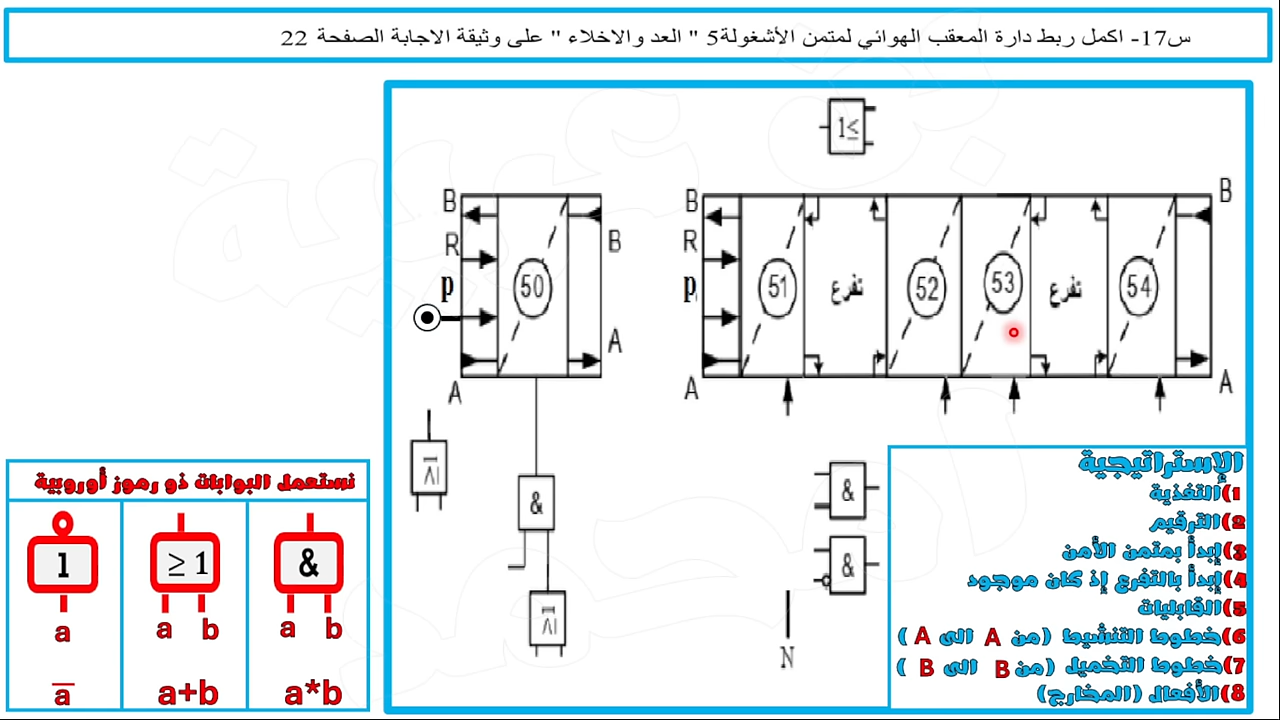 س17- اكمل ربط دارة المعقب الهوائي لمتمن الأشغولة5 " العد والاخلاء " على وثيقة الاجابة الصفحة 22
1≥
B
R
p
A
50
B
A
B
R
p
A
51
تفرع
52
53
تفرع
54
B
A
≥1
&
≥1
&
&
N
نستعمل البوابات ذو رموز أوروبية
1
a
a̅
≥ 1
a b
a+b
&
a b
a*b
الإستراتيجية
1)التغذية
2)الترقيم
3)إبدأ بمتمن الأمن
4)إبدأ بالتفرع إذ كان موجود
5)القابليات
6)خطوط التنشيط (من A الى A )
7)خطوط التخميل (من B الى B )
8)الأفعال (المخارج)